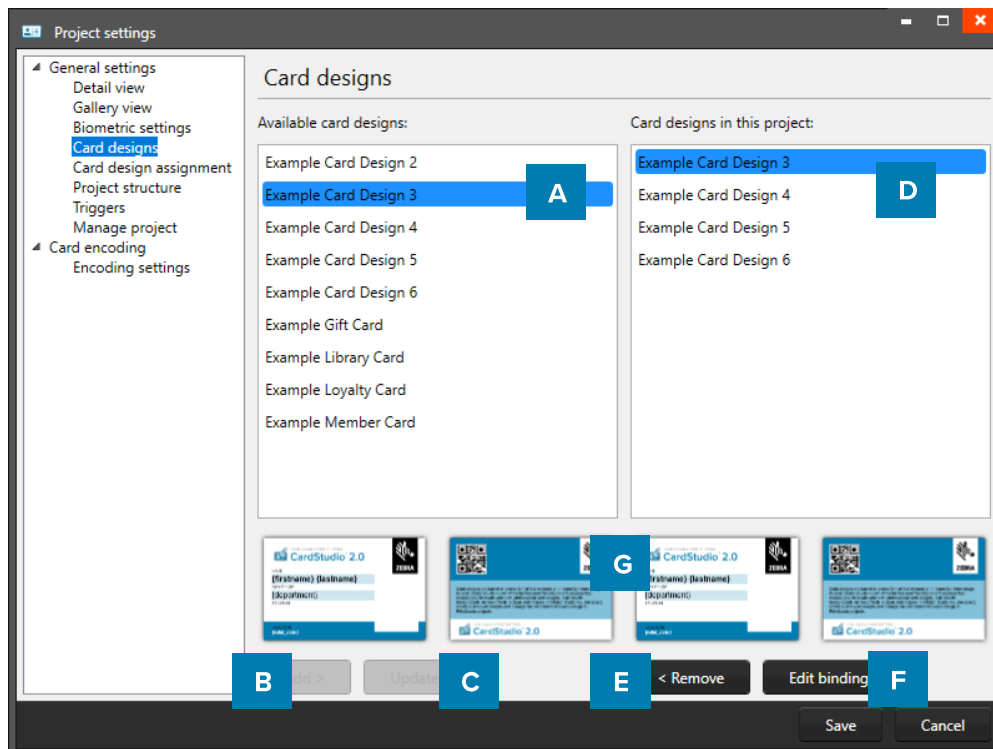 Project settings
General settings
Detail view
Gallery view
Biometric settings
Card designs
Card design assignment
Project structure
Triggers
Manage project
Card encoding
Encoding settings
Card designs
Available card designs:
Example Card Design 2
Example Card Design 3
Example Card Design 4
Example Card Design 5
Example Card Design 6
Example Gift Card
Example Library Card
Example Loyalty Card
Example Member Card
A
Card designs in this project:
Example Card Design 3
Example Card Design 4
Example Card Design 5
Example Card Design 6
D
CardStudio 2.0
ZEBRA
{firstname} {lastname}
{department}
CardStudio 2.0
G
CardStudio 2.0
ZEBRA
{firstname} {lastname}
{department}
ZEBRA
CardStudio 2.0
B
Update
C
E
< Remove
Edit binding
F
Save
Cancel